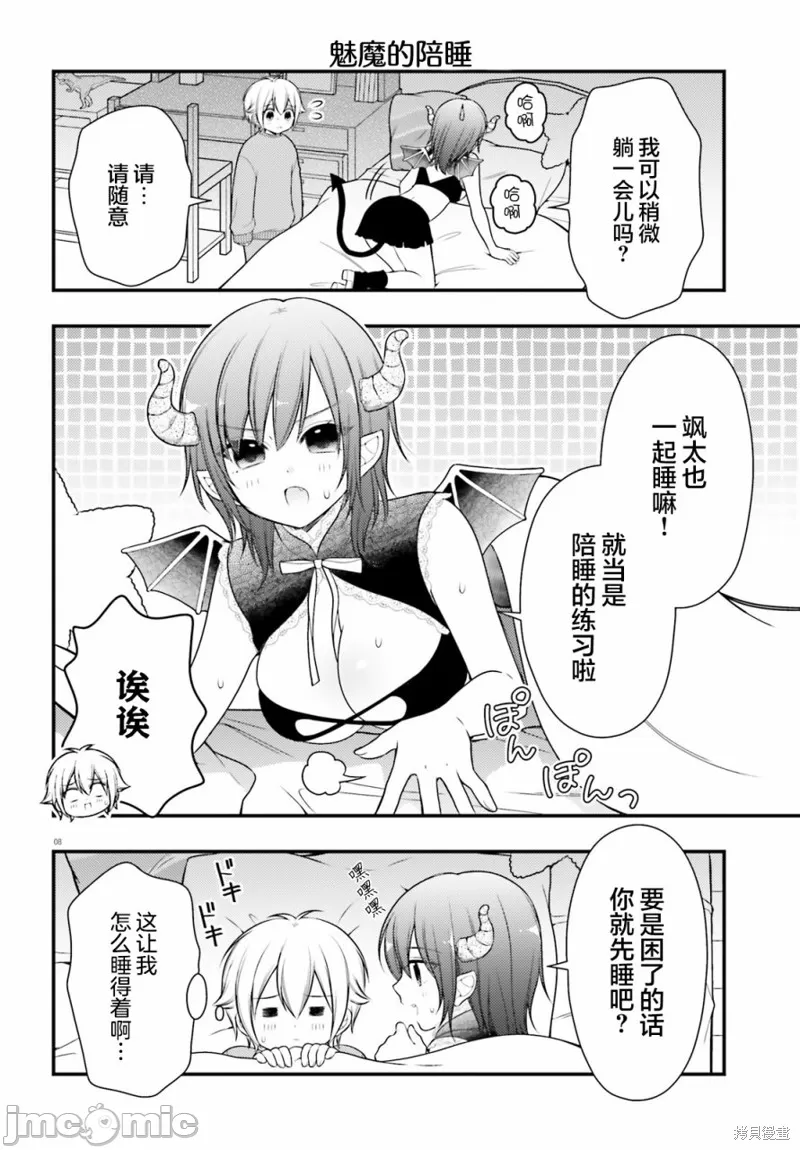 魅魔的陪睡
我可以稍微
躺一会儿吗?
哈
啊
哈
啊
请…
请随意
飒太也
一起睡嘛!
就当是
陪睡的练习啦
诶诶
ぽん
ぽんっ
08
要是困了的话
你就先睡吧?
嘿
嘿
嘿
ドキ
ドキ
这让我
怎么睡得着啊…
jmcomic
拷貝漫畫